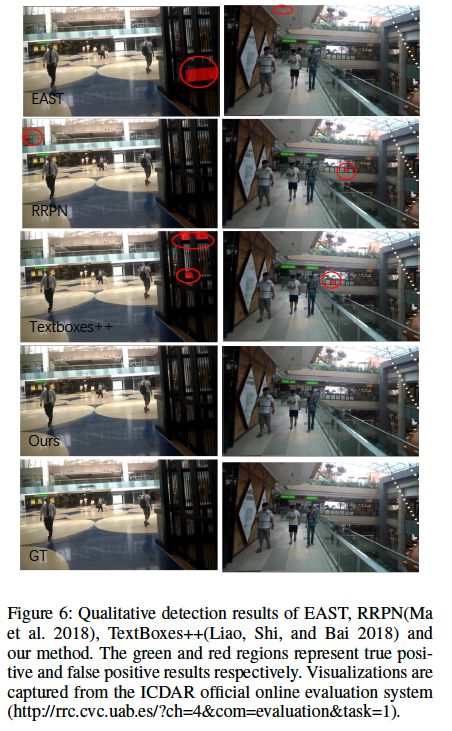 EAST
RRPN
Textboxes++
Ours
GT
Figure 6: Qualitative detection results of EAST, RRPN(Ma
et al. 2018), TextBoxes++(Liao, Shi, and Bai 2018) and
our method. The green and red regions represent true posi-
tive and false positive results respectively. Visualizations are
captured from the ICDAR official online evaluation system
(http://rrc.cvc.uab.es/?ch=4&com=evaluation&task=1).